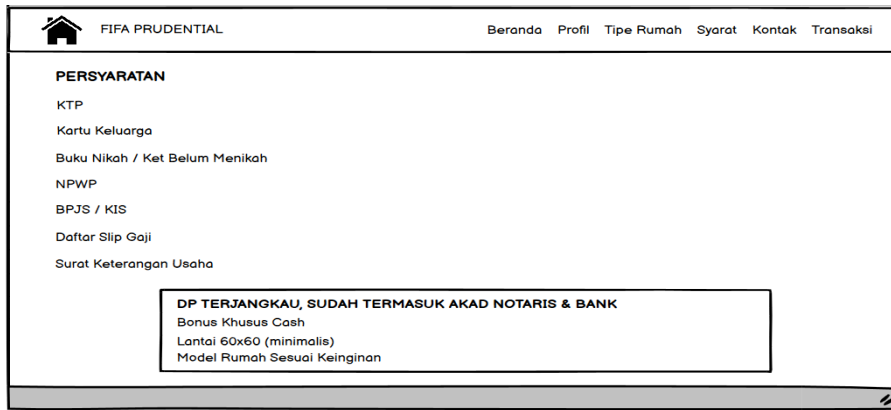 FIFA PRUDENTIAL
Beranda Profil Tipe Rumah Syarat Kontak Transaksi
PERSYARATAN
KTP
Kartu Keluarga
Buku Nikah / Ket Belum Menikah
NPWP
BPJS / KIS
Daftar Slip Gaji
Surat Keterangan Usaha
DP TERJANGKAU, SUDAH TERMASUK AKAD NOTARIS & BANK
Bonus Khusus Cash
Lantai 60x60 (minimalis)
Model Rumah Sesuai Keinginan